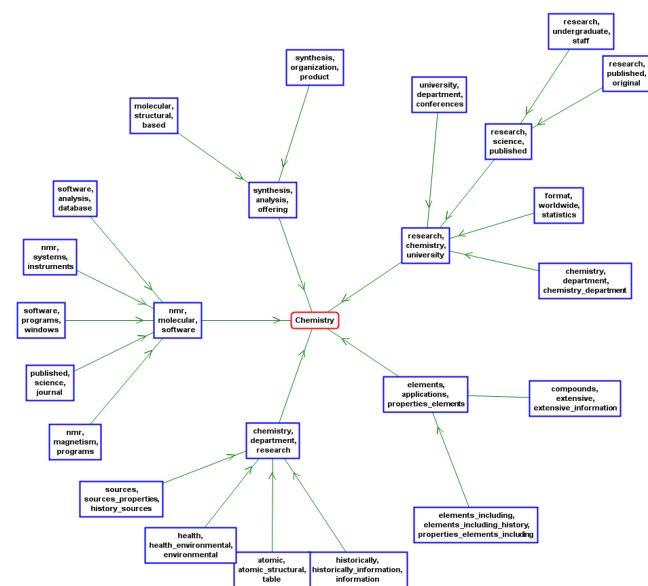 research,
undergraduate,
staff
research,
published,
original
synthesis,
organization,
product
university,
department,
conferences
molecular,
structural,
based
research,
science,
published
software,
analysis,
database
synthesis,
analysis,
offering
format,
worldwide,
statistics
research,
chemistry,
university
nmr,
systems,
instruments
chemistry,
department,
chemistry_department
software,
programs,
windows
nmr,
molecular,
software
Chemistry
published,
science,
journal
elements,
applications,
properties_elements
compounds,
extensive,
extensive_information
nmr,
magnetism,
programs
chemistry,
department,
research
sources,
sources_properties,
history_sources
elements_including,
elements_including_history,
properties_elements_including
health,
health_environmental,
environmental
atomic,
atomic_structural,
table
historically,
historically_information,
information